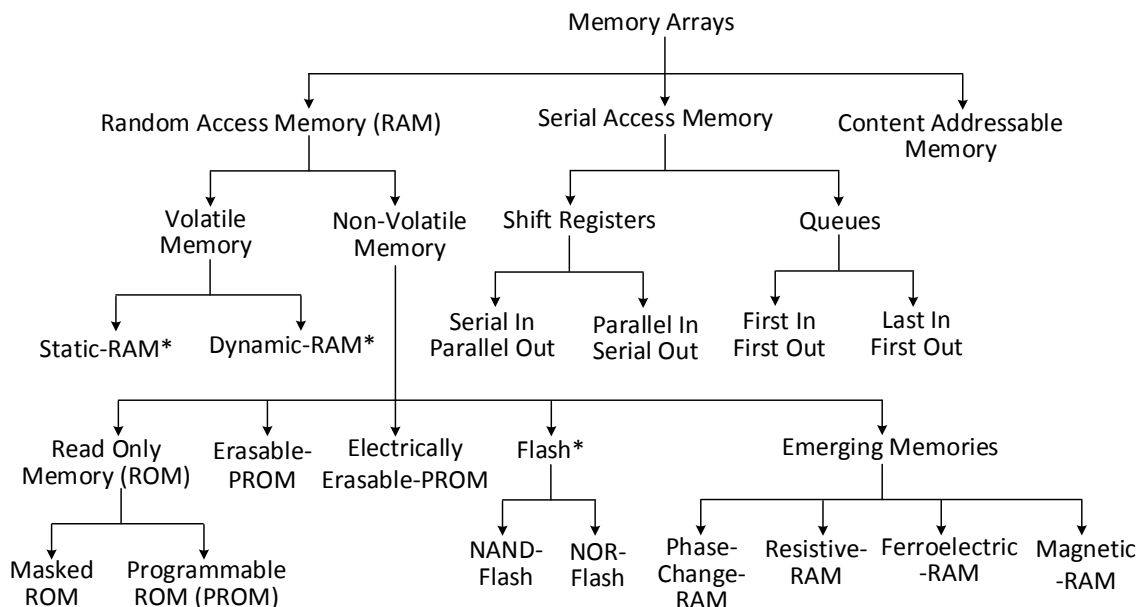 Memory Arrays
Random Access Memory (RAM)
Serial Access Memory
Content Addressable
Memory
Volatile
Memory
Non-Volatile
Memory
Shift Registers
Queues
Static-RAM*
Dynamic-RAM*
Serial In
Parallel Out
Parallel In
Serial Out
First In
First Out
Last In
First Out
Read Only
Memory (ROM)
Erasable-
PROM
Electrically
Erasable-PROM
Flash*
Emerging Memories
Masked
ROM
Programmable
ROM (PROM)
NAND-
Flash
NOR-
Flash
Phase-
Change-
RAM
Resistive-
RAM
Ferroelectric
-RAM
Magnetic
-RAM